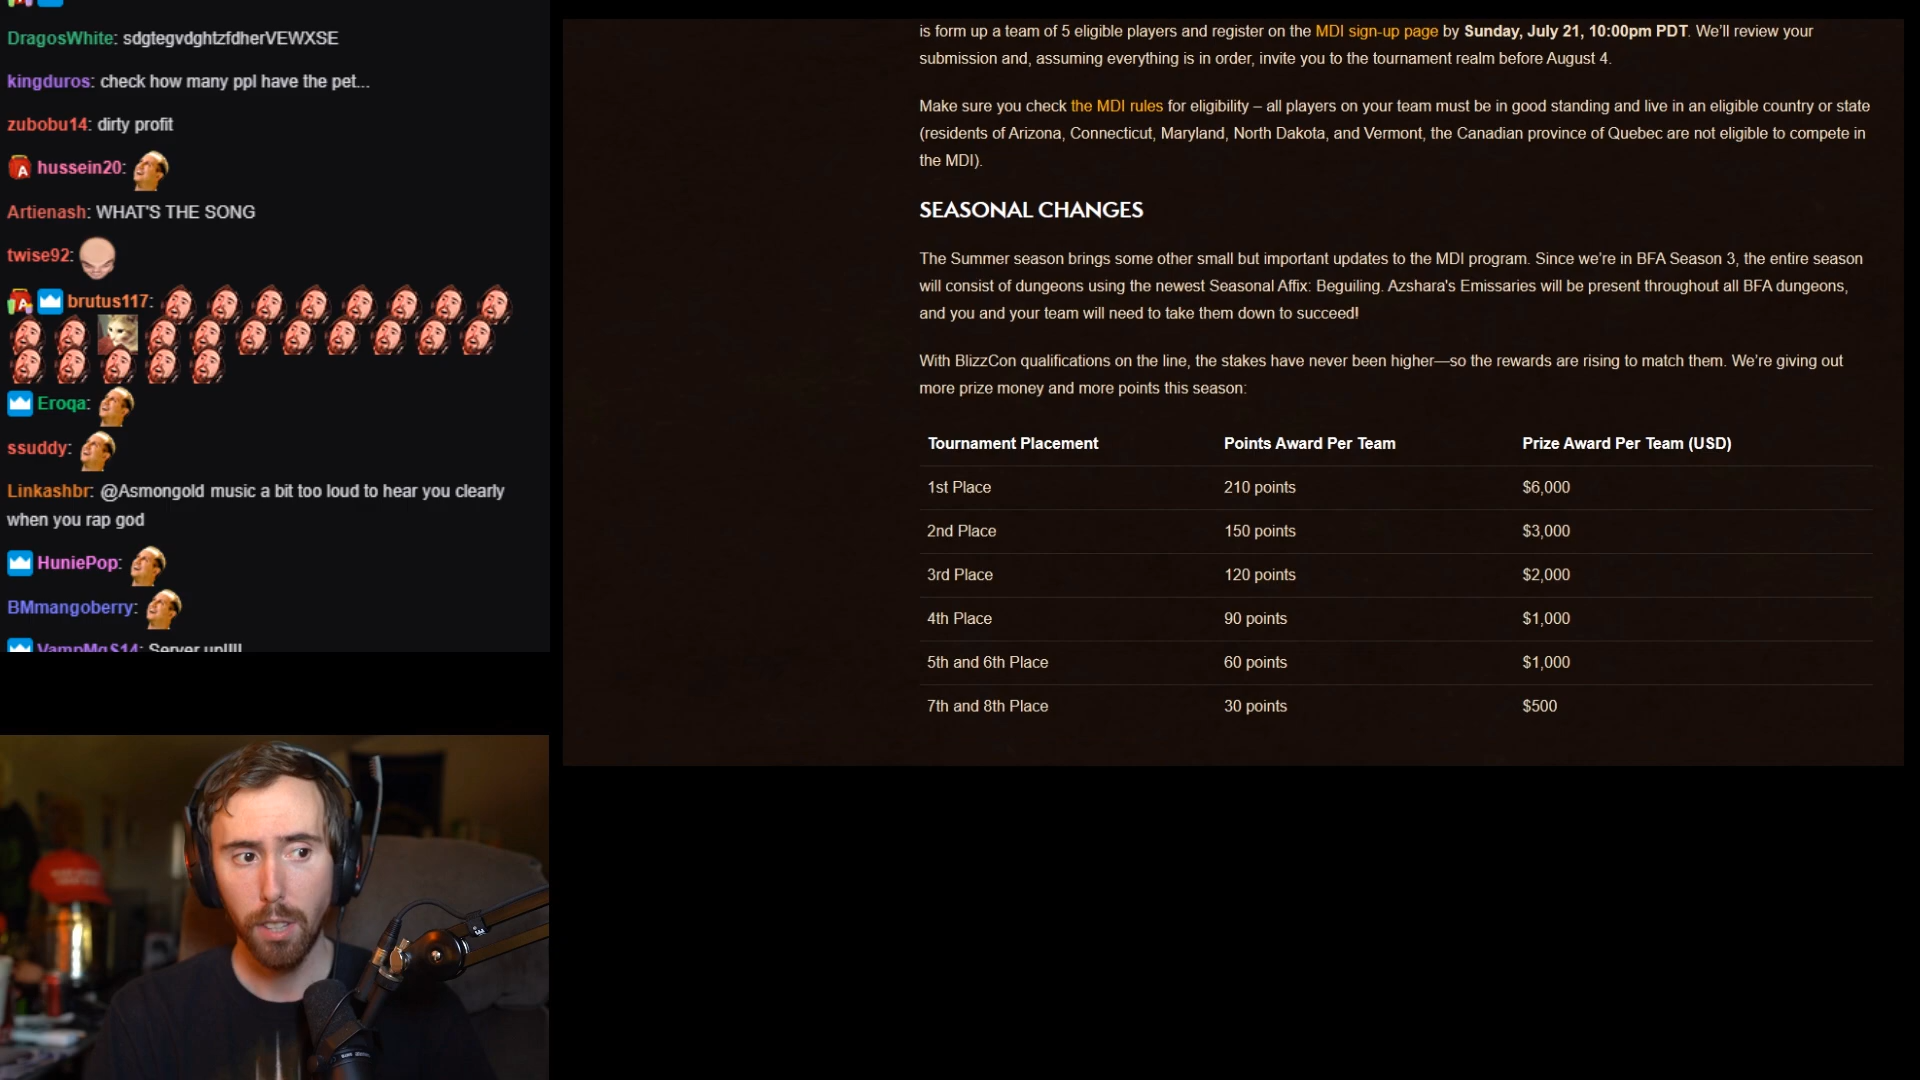 DragosWhite: sdgtegvdghtzfdherVEWXSE
kingduros: check how many ppl have the pet...
zubobu14: dirty profit
hussein20:
Artienash: WHAT'S THE SONG
twise92:
brutus117:
Eroqa:
ssuddy:
Linkashbr: @Asmongold music a bit too loud to hear you clearly
when you rap god
HuniePop:
BMmangoberry:
VampMgS14: Server up!!!!
is form up a team of 5 eligible players and register on the MDI sign-up page by Sunday, July 21, 10:00pm PDT. We’ll review your
submission and, assuming everything is in order, invite you to the tournament realm before August 4.
Make sure you check the MDI rules for eligibility – all players on your team must be in good standing and live in an eligible country or state
(residents of Arizona, Connecticut, Maryland, North Dakota, and Vermont, the Canadian province of Quebec are not eligible to compete in
the MDI).
SEASONAL CHANGES
The Summer season brings some other small but important updates to the MDI program. Since we’re in BFA Season 3, the entire season
will consist of dungeons using the newest Seasonal Affix: Beguiling. Azshara's Emissaries will be present throughout all BFA dungeons,
and you and your team will need to take them down to succeed!
With BlizzCon qualifications on the line, the stakes have never been higher—so the rewards are rising to match them. We’re giving out
more prize money and more points this season:
Tournament Placement Points Award Per Team Prize Award Per Team (USD)
1st Place 210 points $6,000
2nd Place 150 points $3,000
3rd Place 120 points $2,000
4th Place 90 points $1,000
5th and 6th Place 60 points $1,000
7th and 8th Place 30 points $500